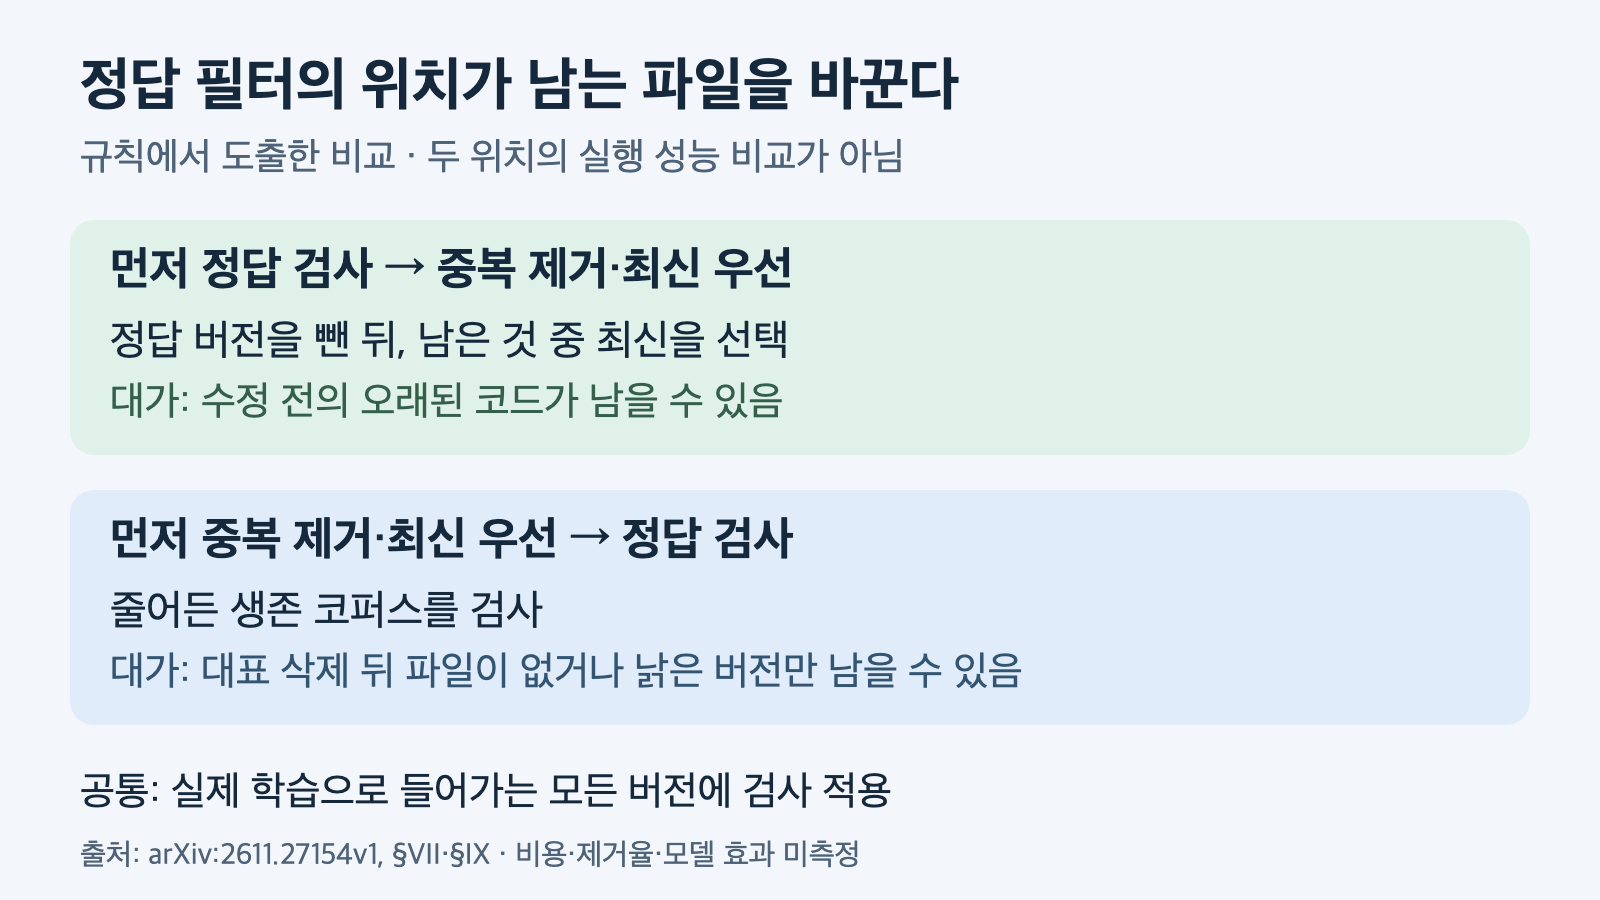 정답 필터의 위치가 남는 파일을 바꾼다
규칙에서 도출한 비교 · 두 위치의 실행 성능 비교가 아님
먼저 정답 검사 → 중복 제거·최신 우선
정답 버전을 뺀 뒤, 남은 것 중 최신을 선택
대가: 수정 전의 오래된 코드가 남을 수 있음
먼저 중복 제거·최신 우선 → 정답 검사
줄어든 생존 코퍼스를 검사
대가: 대표 삭제 뒤 파일이 없거나 낡은 버전만 남을 수 있음
공통: 실제 학습으로 들어가는 모든 버전에 검사 적용
출처: arXiv:2611.27154v1, §VII·§IX · 비용·제거율·모델 효과 미측정